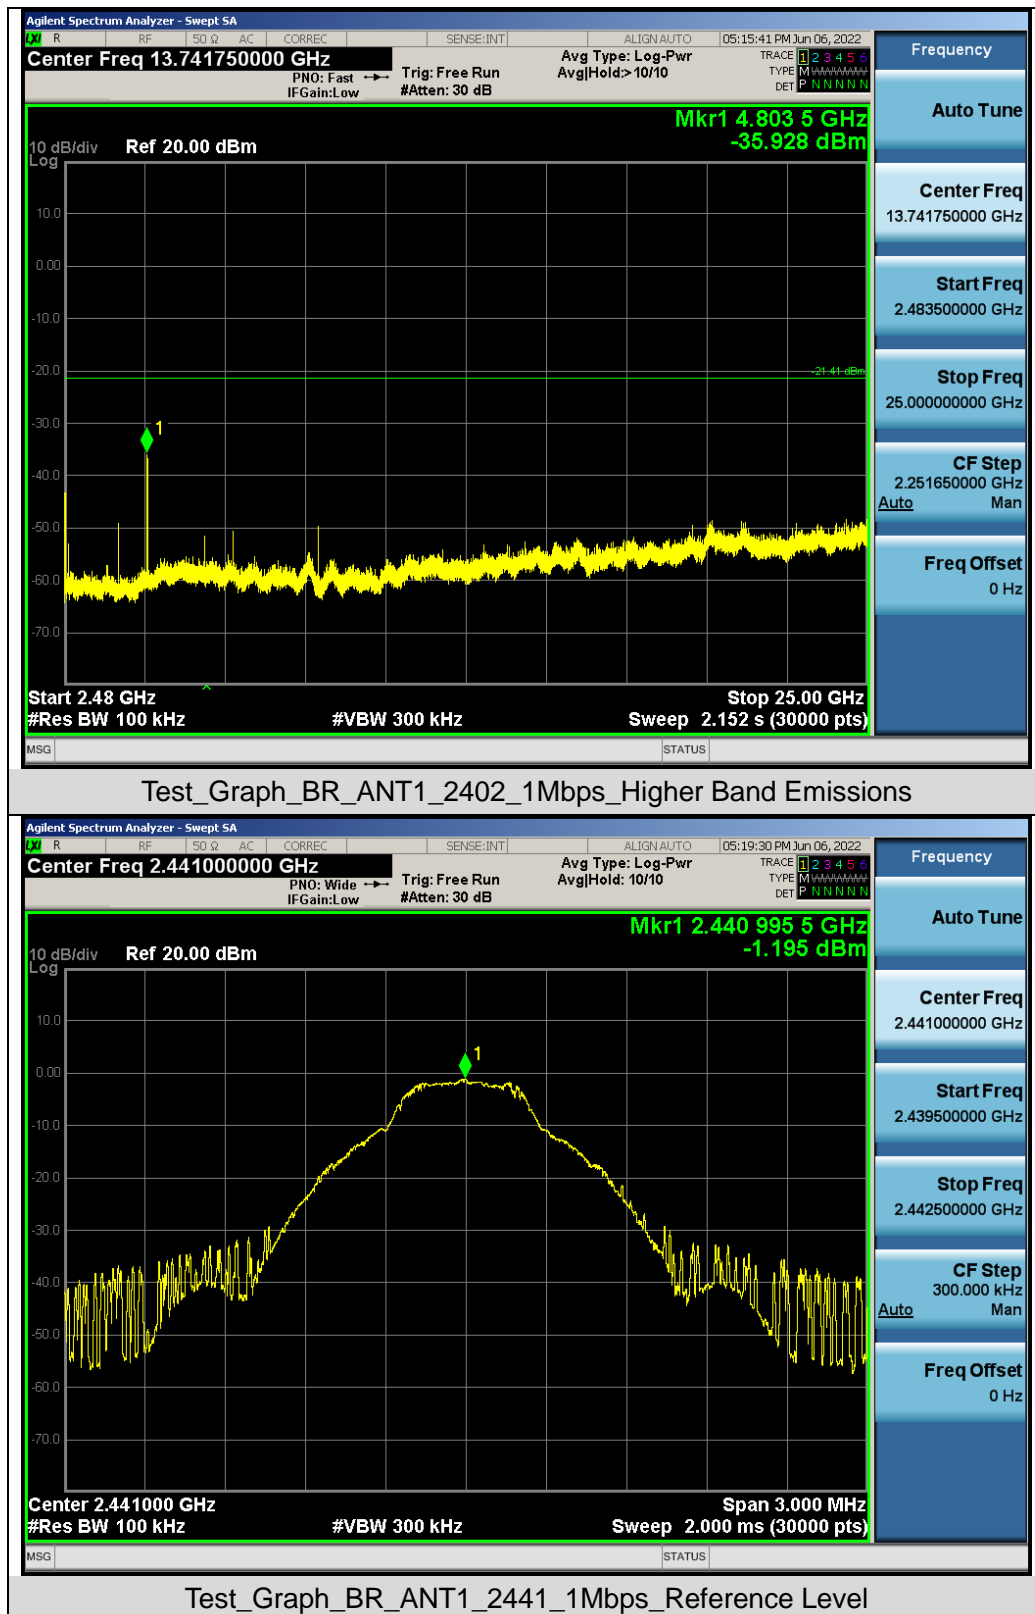 Agilent Spectrum Analyzer - Swept SA
LXI R RF 50 Ω AC CORREC SENSE:INT ALIGN AUTO 05:15:41 PM Jun 06, 2022
Center Freq 13.741750000 GHz
PNO: Fast
IFGain:Low
Trig: Free Run
#Atten: 30 dB
Avg Type: Log-Pwr
Avg|Hold:>10/10
TRACE 1 2 3 4 5 6
TYPE M
DET P N N N N N
Mkr1 4.803 5 GHz
-35.928 dBm
10 dB/div Ref 20.00 dBm
Log
10.0
0.00
-10.0
-20.0
-21.41 dBm
-30.0
1
-40.0
-50.0
-60.0
-70.0
Start 2.48 GHz Stop 25.00 GHz
#Res BW 100 kHz #VBW 300 kHz Sweep 2.152 s (30000 pts)
MSG STATUS
Frequency
Auto Tune
Center Freq
13.741750000 GHz
Start Freq
2.483500000 GHz
Stop Freq
25.000000000 GHz
CF Step
2.251650000 GHz
Auto Man
Freq Offset
0 Hz
Test_Graph_BR_ANT1_2402_1Mbps_Higher Band Emissions
Agilent Spectrum Analyzer - Swept SA
LXI R RF 50 Ω AC CORREC SENSE:INT ALIGN AUTO 05:19:30 PM Jun 06, 2022
Center Freq 2.441000000 GHz
PNO: Wide
IFGain:Low
Trig: Free Run
#Atten: 30 dB
Avg Type: Log-Pwr
Avg|Hold: 10/10
TRACE 1 2 3 4 5 6
TYPE M
DET P N N N N N
Mkr1 2.440 995 5 GHz
-1.195 dBm
10 dB/div Ref 20.00 dBm
Log
10.0
1
0.00
-10.0
-20.0
-30.0
-40.0
-50.0
-60.0
-70.0
Center 2.441000 GHz Span 3.000 MHz
#Res BW 100 kHz #VBW 300 kHz Sweep 2.000 ms (30000 pts)
MSG STATUS
Frequency
Auto Tune
Center Freq
2.441000000 GHz
Start Freq
2.439500000 GHz
Stop Freq
2.442500000 GHz
CF Step
300.000 kHz
Auto Man
Freq Offset
0 Hz
Test_Graph_BR_ANT1_2441_1Mbps_Reference Level